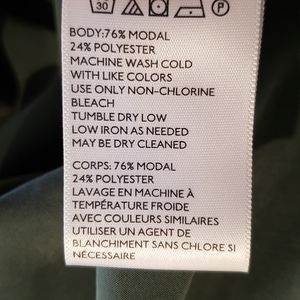 30 P
BODY:76% MODAL
24% POLYESTER
MACHINE WASH COLD
WITH LIKE COLORS
USE ONLY NON-CHLORINE
BLEACH
TUMBLE DRY LOW
LOW IRON AS NEEDED
MAY BE DRY CLEANED
CORPS: 76% MODAL
24% POLYESTER
LAVAGE EN MACHINE À
TEMPÉRATURE FROIDE
AVEC COULEURS SIMILAIRES
UTILISER UN AGENT DE
BLANCHIMENT SANS CHLORE SI
NÉCESSAIRE